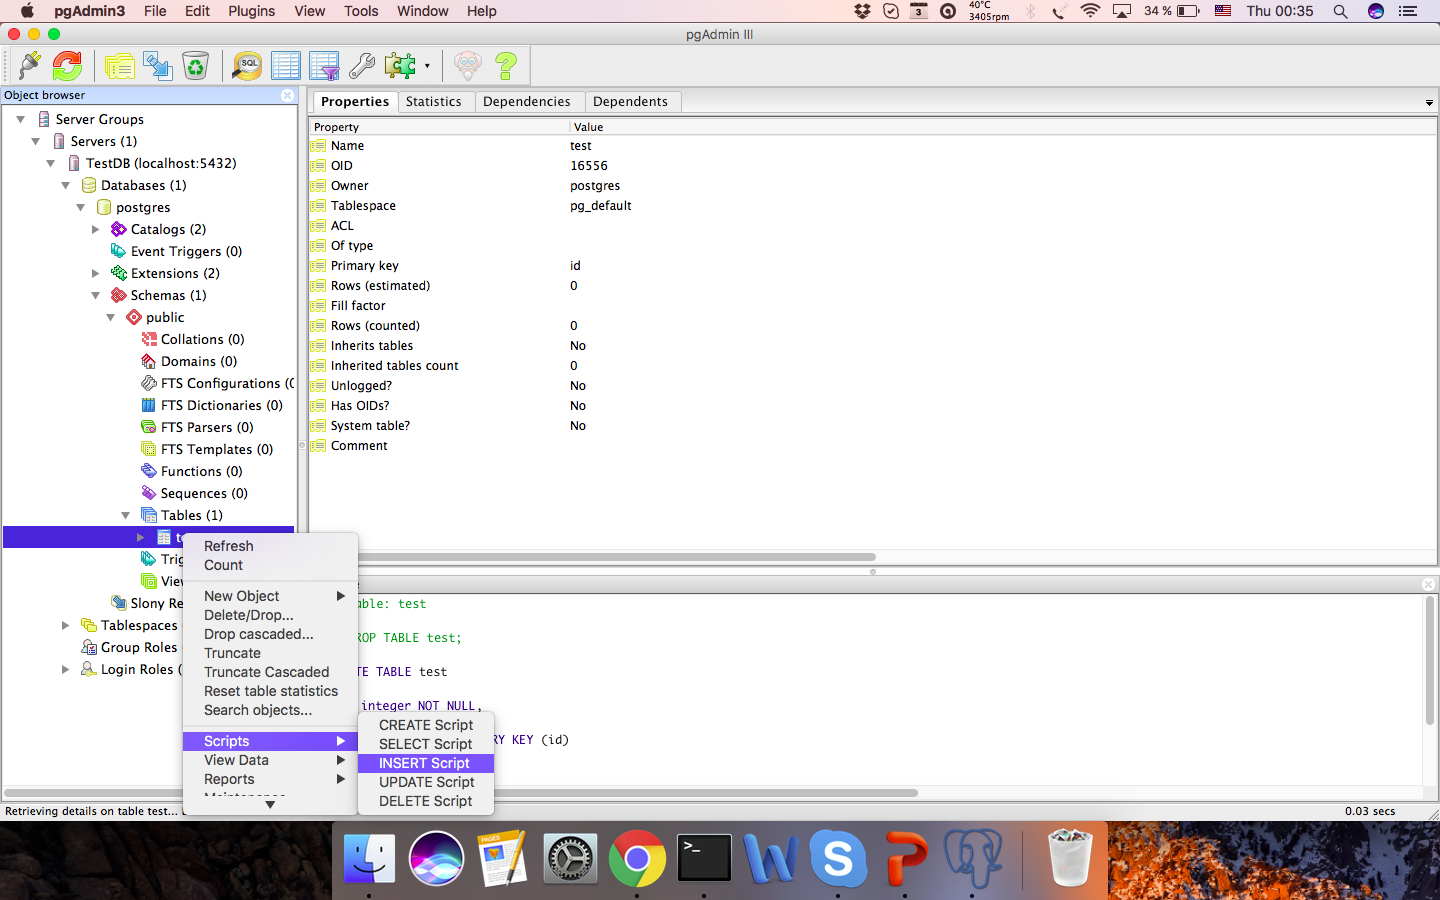 pgAdmin3 File Edit Plugins View Tools Window Help 3 40°C 3405rpm 34 % Thu 00:35
pgAdmin III
SQL
Object browser
Server Groups
Servers (1)
TestDB (localhost:5432)
Databases (1)
postgres
Catalogs (2)
Event Triggers (0)
Extensions (2)
Schemas (1)
public
Collations (0)
Domains (0)
FTS Configurations (0
FTS Dictionaries (0)
FTS Parsers (0)
FTS Templates (0)
Functions (0)
Sequences (0)
Tables (1)
te
Trig
View
Slony Re
Tablespaces
Group Roles
Login Roles (
Properties Statistics Dependencies Dependents
Property Value
Name test
OID 16556
Owner postgres
Tablespace pg_default
ACL
Of type
Primary key id
Rows (estimated) 0
Fill factor
Rows (counted) 0
Inherits tables No
Inherited tables count 0
Unlogged? No
Has OIDs? No
System table? No
Comment
Refresh
Count
New Object
Delete/Drop...
Drop cascaded...
Truncate
Truncate Cascaded
Reset table statistics
Search objects...
Scripts
View Data
Reports
Maintenance
CREATE Script
SELECT Script
INSERT Script
UPDATE Script
DELETE Script
able: test
ROP TABLE test;
TE TABLE test
integer NOT NULL,
RY KEY (id)
Retrieving details on table test...
0.03 secs
PAGES
>_